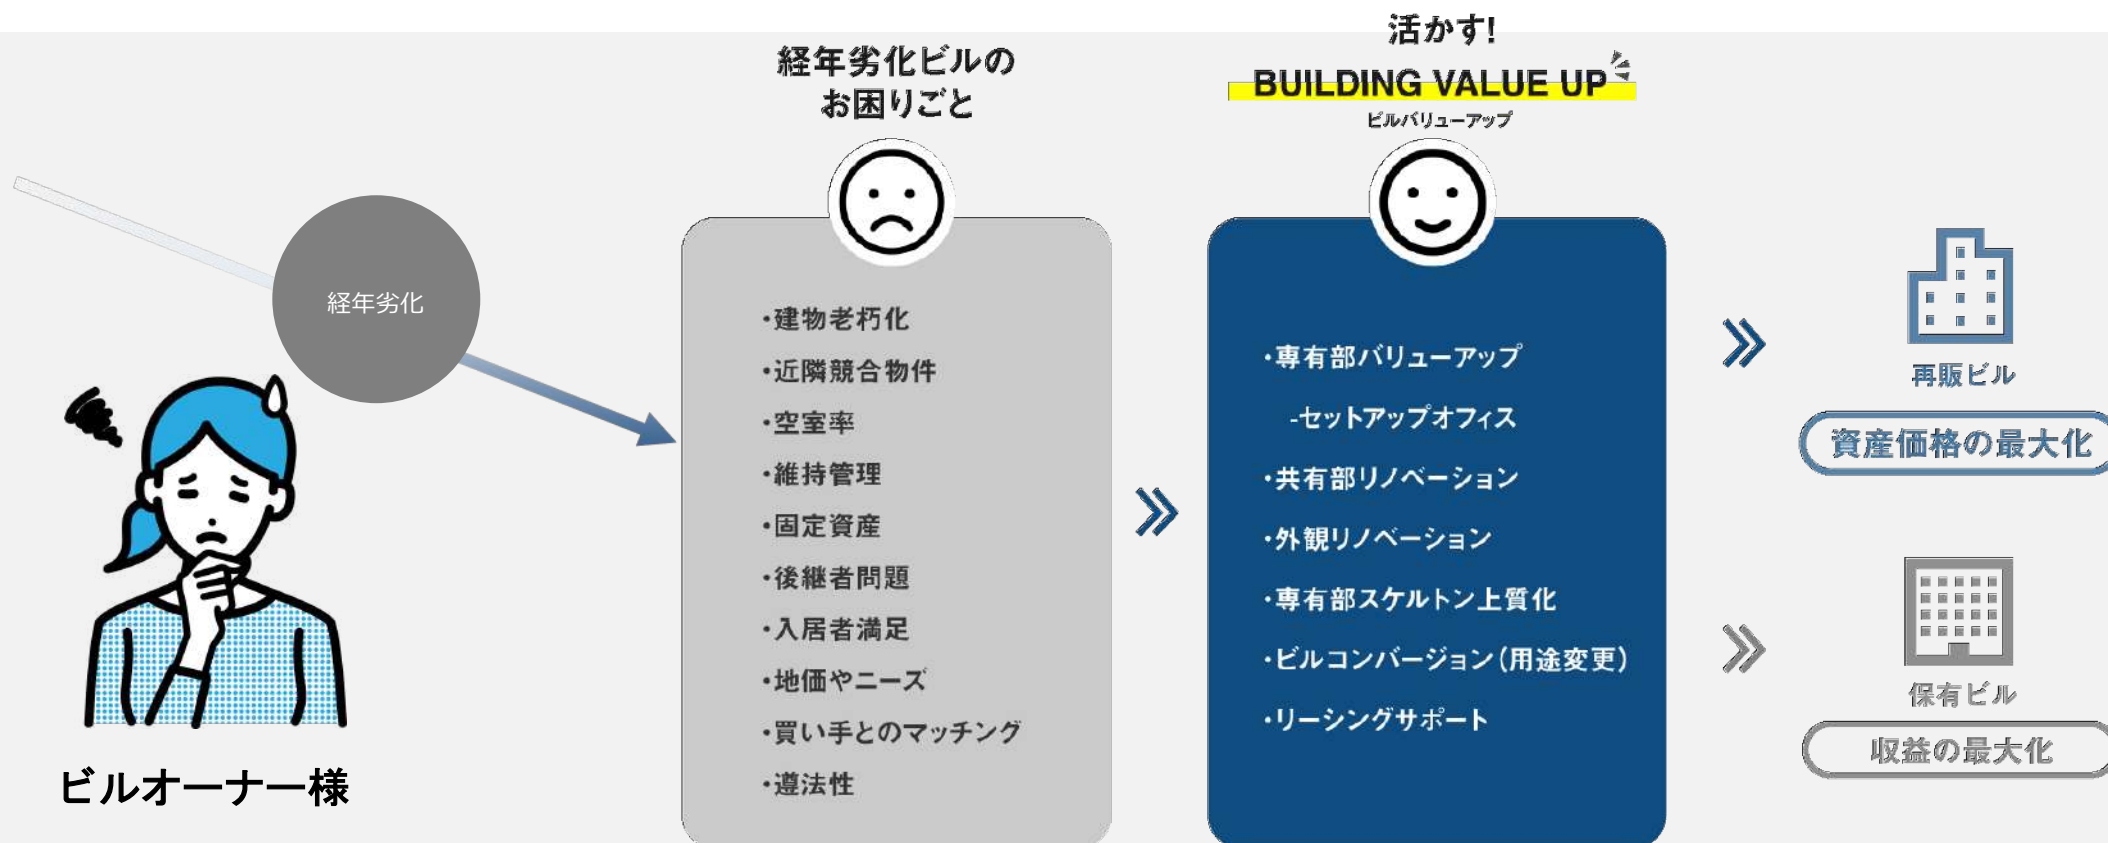 経年劣化
ビルオーナー様
経年劣化ビルの
お困りごと
・建物老朽化
・近隣競合物件
・空室率
・維持管理
・固定資産
・後継者問題
・入居者満足
・地価やニーズ
・買い手とのマッチング
・遵法性
活かす!
BUILDING VALUE UP
ビルバリューアップ
・専有部バリューアップ
-セットアップオフィス
・共有部リノベーション
・外観リノベーション
・専有部スケルトン上質化
・ビルコンバージョン(用途変更)
・リーシングサポート
再販ビル
資産価格の最大化
保有ビル
収益の最大化